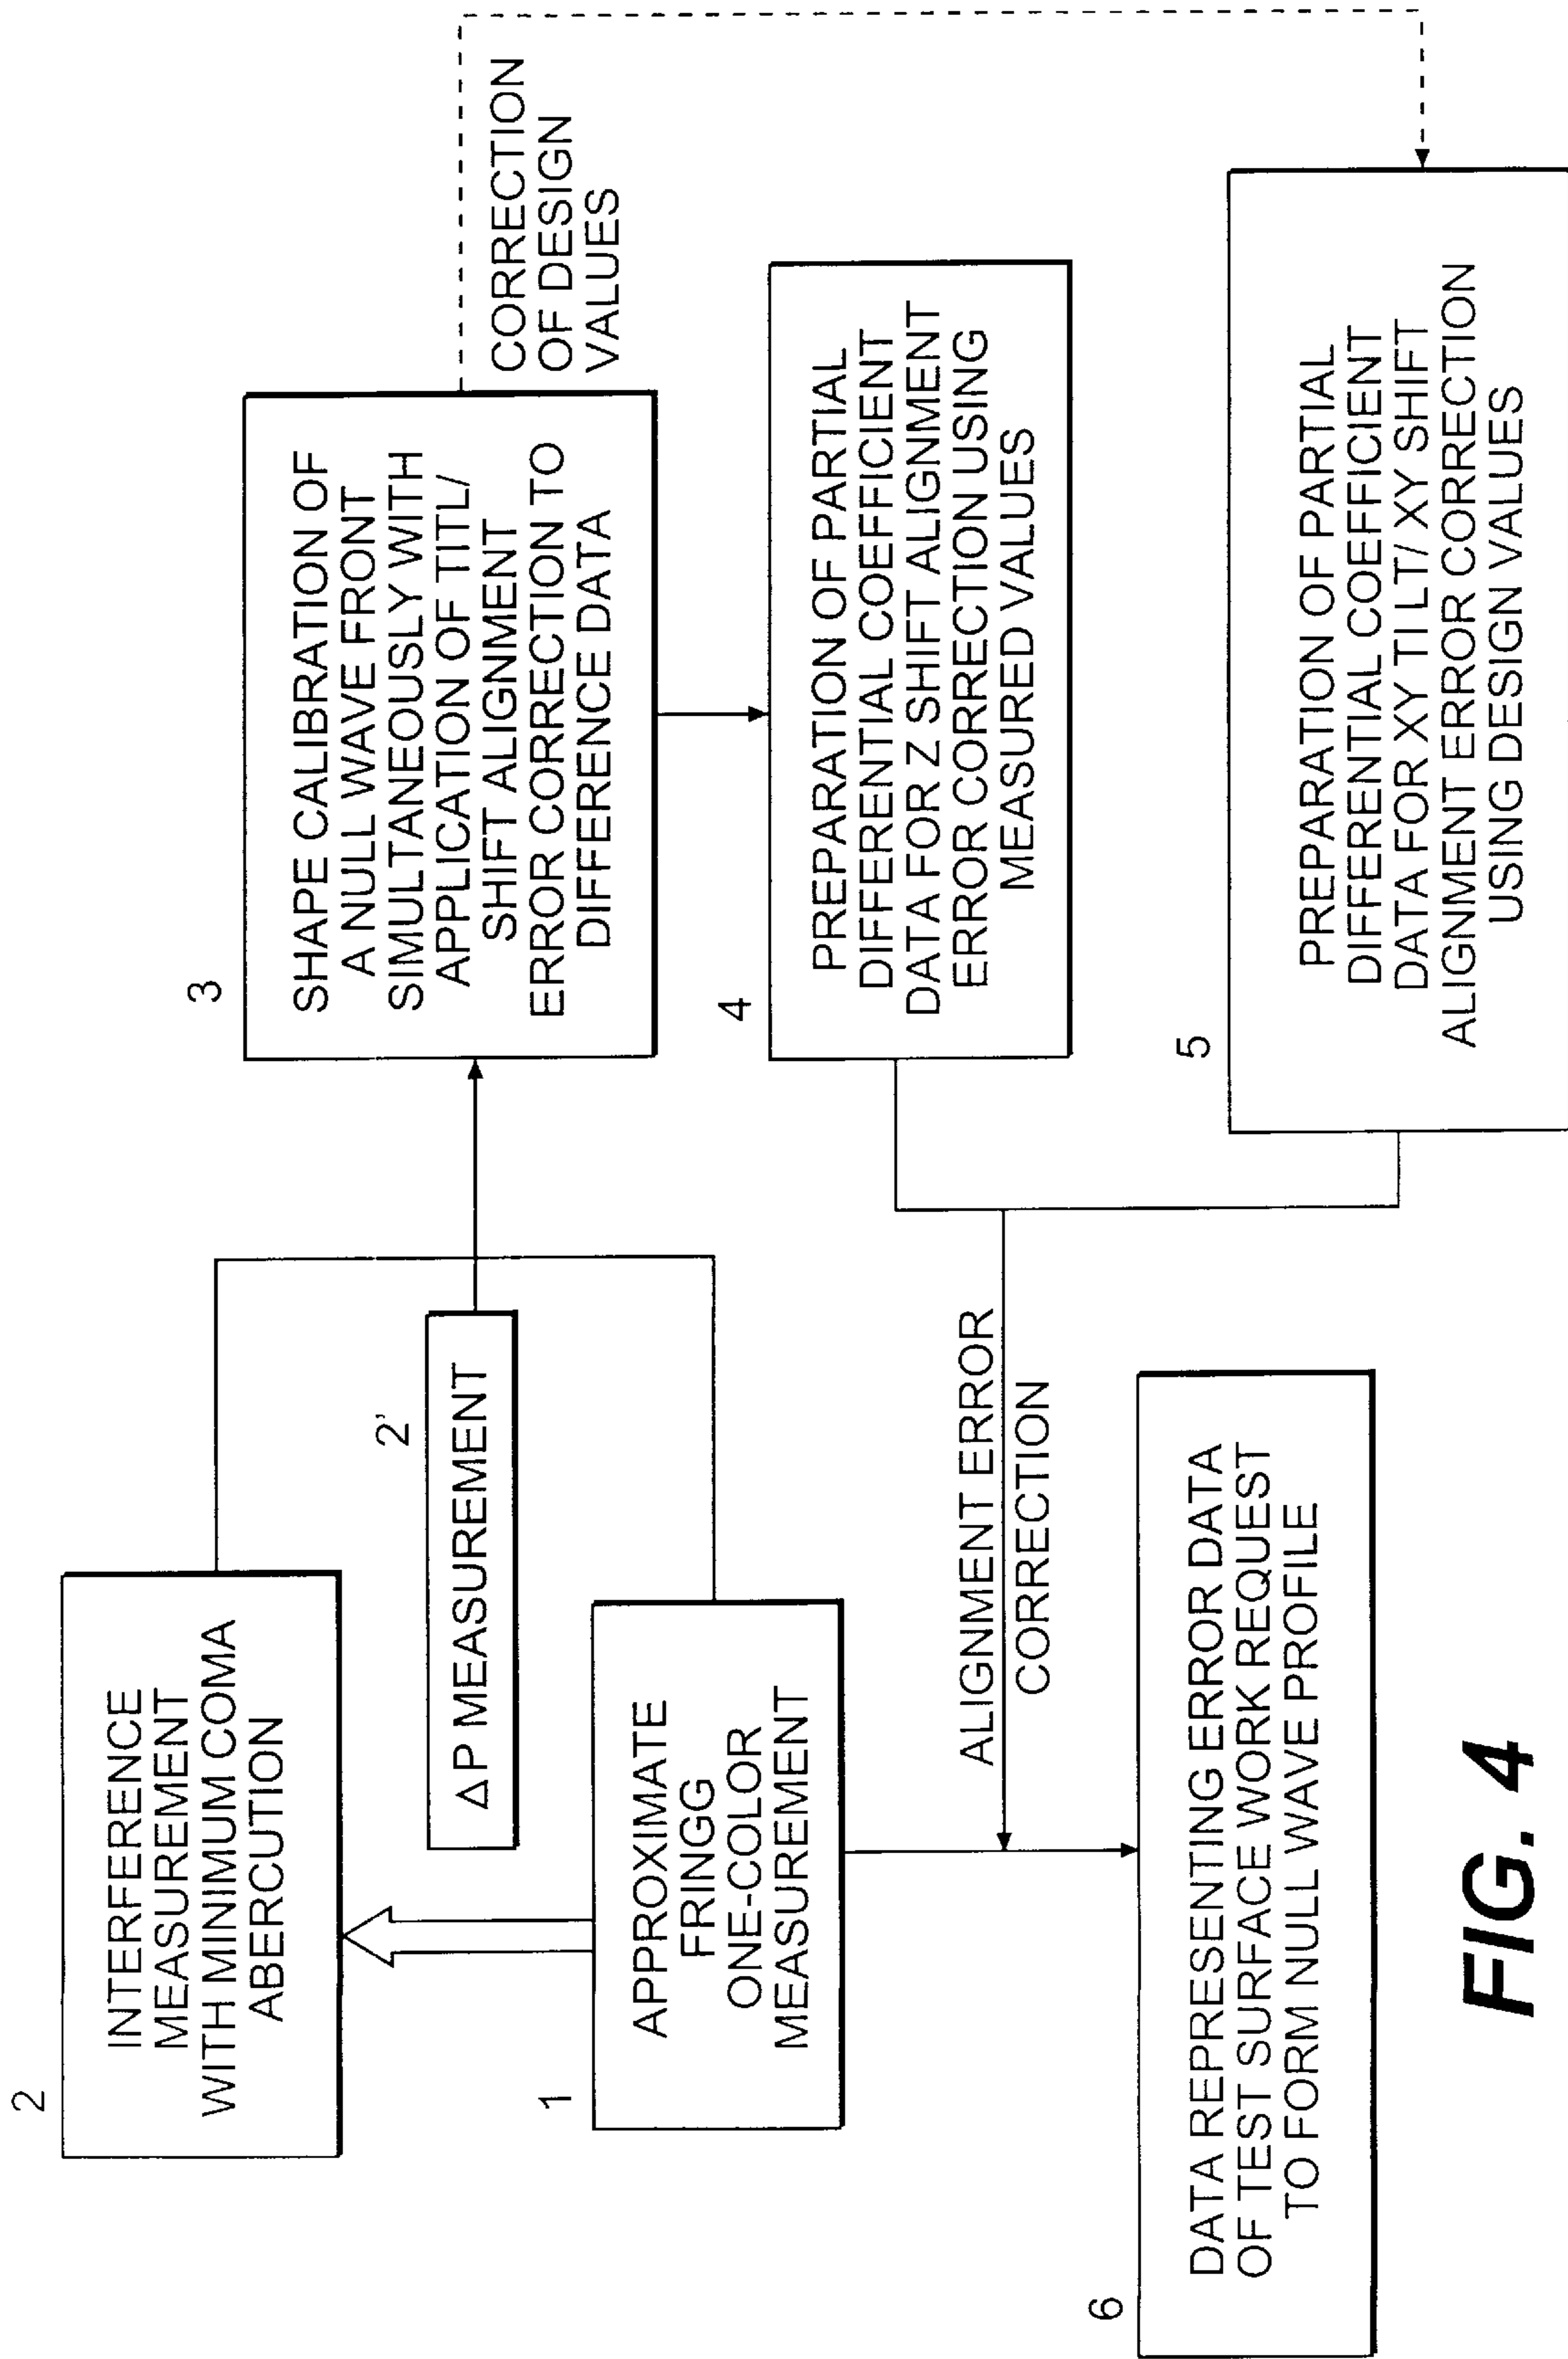 2
INTERFERENCE
MEASUREMENT
WITH MINIMUM COMA
ABERCUTION
2'
ΔP MEASUREMENT
1
APPROXIMATE
FRINGG
ONE-COLOR
MEASUREMENT
3
SHAPE CALIBRATION OF
A NULL WAVE FRONT
SIMULTANEOUSLY WITH
APPLICATION OF TITL/
SHIFT ALIGNMENT
ERROR CORRECTION TO
DIFFERENCE DATA
CORRECTION
OF DESIGN
VALUES
4
PREPARATION OF PARTIAL
DIFFERENTIAL COEFFICIENT
DATA FOR Z SHIFT ALIGNMENT
ERROR CORRECTION USING
MEASURED VALUES
5
PREPARATION OF PARTIAL
DIFFERENTIAL COEFFICIENT
DATA FOR XY TI LT/ XY SHIFT
ALIGNMENT ERROR CORRECTION
USING DESIGN VALUES
ALIGNMENT ERROR
CORRECTION
6
DATA REPRESENTING ERROR DATA
OF TEST SURFACE WORK REQUEST
TO FORM NULL WAVE PROFILE
FIG. 4